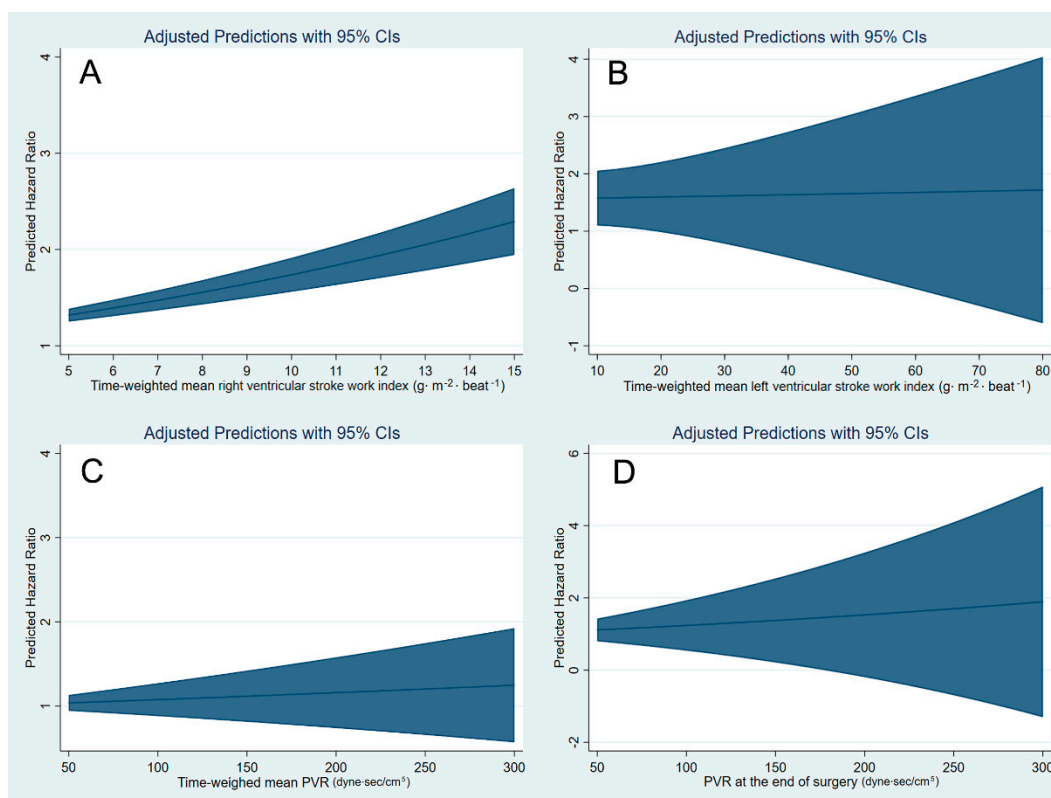 Adjusted Predictions with 95% CIs
A
Predicted Hazard Ratio
4
3
2
1
5 6 7 8 9 10 11 12 13 14 15
Time-weighted mean right ventricular stroke work index (g· m⁻² · beat⁻¹)
Adjusted Predictions with 95% CIs
B
Predicted Hazard Ratio
4
3
2
1
0
-1
10 20 30 40 50 60 70 80
Time-weighted mean left ventricular stroke work index (g· m⁻² · beat⁻¹)
Adjusted Predictions with 95% CIs
C
Predicted Hazard Ratio
4
3
2
1
50 100 150 200 250 300
Time-weighed mean PVR (dyne·sec/cm⁵)
Adjusted Predictions with 95% CIs
D
Predicted Hazard Ratio
6
4
2
0
-2
50 100 150 200 250 300
PVR at the end of surgery (dyne·sec/cm⁵)